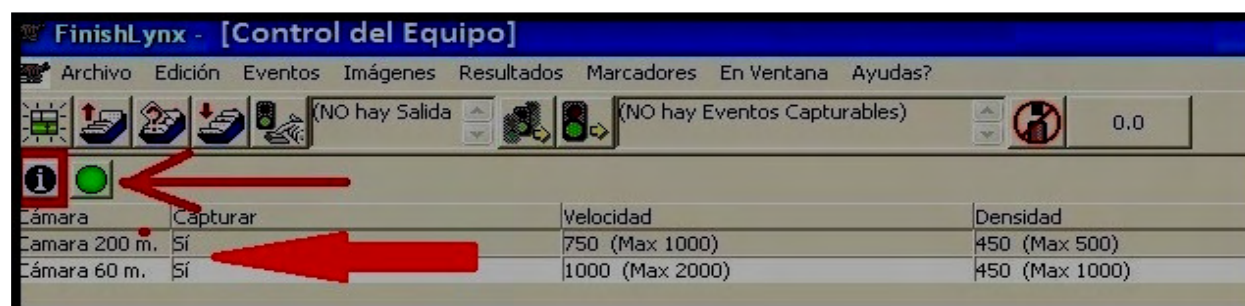 FinishLynx - [Control del Equipo]
Archivo Edición Eventos Imágenes Resultados Marcadores En Ventana Ayudas?
(NO hay Salida (NO hay Eventos Capturables) 0.0
Cámara Capturar Velocidad Densidad
Camara 200 m. Sí 750 (Max 1000) 450 (Max 500)
Cámara 60 m. Sí 1000 (Max 2000) 450 (Max 1000)